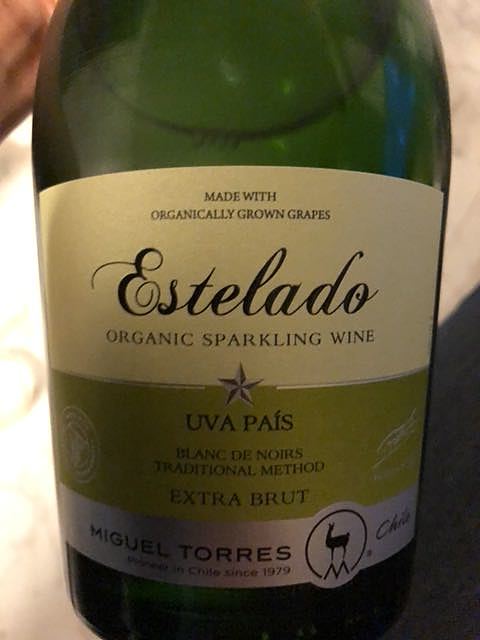 MADE WITH
ORGANICALLY GROWN GRAPES
Estelado
ORGANIC SPARKLING WINE
UVA PAÍS
BLANC DE NOIRS
TRADITIONAL METHOD
EXTRA BRUT
MIGUEL TORRES
Pioneer in Chile since 1979
Chile